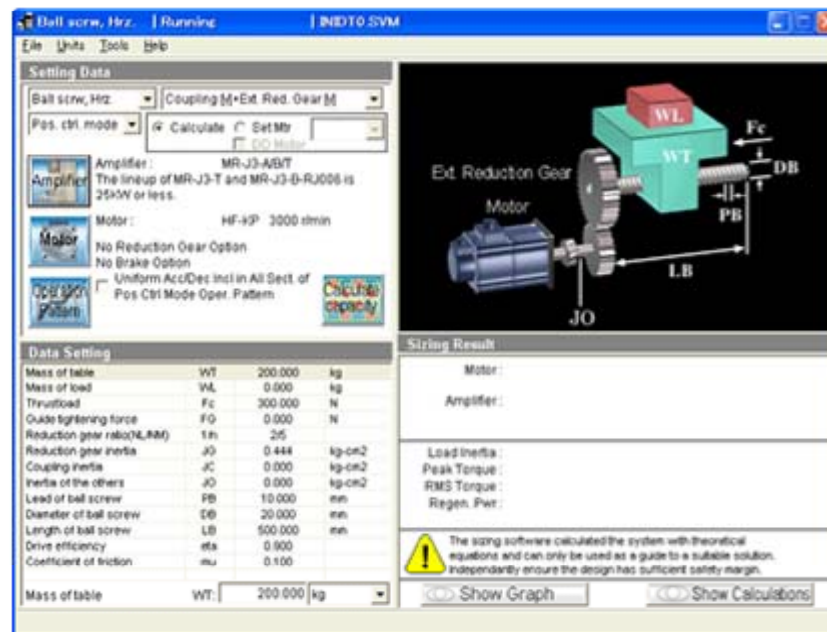 Ball scrw, Hrz. | Running | INIDT0.SVM
File Units Tools Help
Setting Data
Ball scrw, Hrz. Coupling M+Ext. Red. Gear M
Pos. ctrl. mode Calculate Set Mtr
DD Motor
Amplifier
Amplifier : MR-J3-A/B/T
The lineup of MR-J3-T and MR-J3-B-RJ006 is
25kW or less.
Motor
Motor : HF-KP 3000 r/min
No Reduction Gear Option
No Brake Option
Operation Pattern
Uniform Acc/Dec Incl in All Sect. of
Pos Ctrl Mode Oper. Pattern
Calculate capacity
WL
WT
Fc
DB
PB
LB
JO
Ext. Reduction Gear
Motor
Data Setting
Mass of table WT 200.000 kg
Mass of load WL 0.000 kg
Thrustload Fc 300.000 N
Guide tightening force FG 0.000 N
Reduction gear ratio(NL/NM) 1/n 2/5
Reduction gear inertia JG 0.444 kg-cm2
Coupling inertia JC 0.000 kg-cm2
Inertia of the others JO 0.000 kg-cm2
Lead of ball screw PB 10.000 mm
Diameter of ball screw DB 20.000 mm
Length of ball screw LB 500.000 mm
Drive efficiency eta 0.900
Coefficient of friction mu 0.100
Mass of table WT: 200.000 kg
Sizing Result
Motor :
Amplifier :
Load Inertia :
Peak Torque :
RMS Torque :
Regen. Pwr :
The sizing software calculated the system with theoretical
equations and can only be used as a guide to a suitable solution.
Independantly ensure the design has sufficient safety margin.
Show Graph Show Calculations